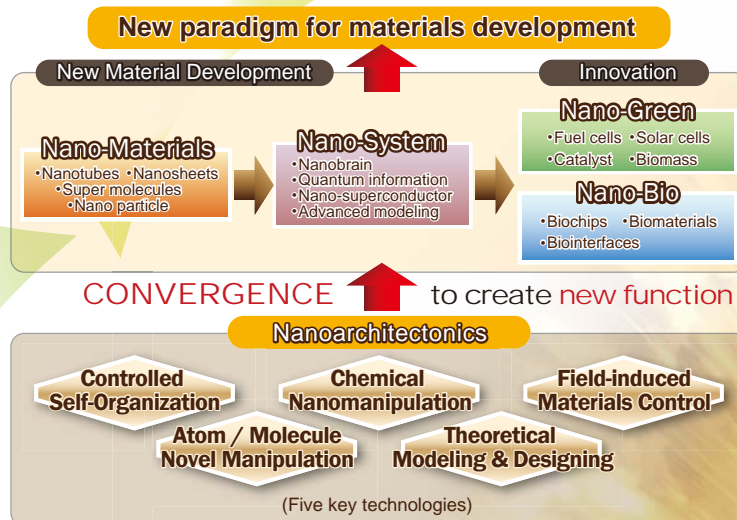 New paradigm for materials development
New Material Development
Innovation
Nano-Materials
•Nanotubes •Nanosheets
•Super molecules
•Nano particle
Nano-System
•Nanobrain
•Quantum information
•Nano-superconductor
•Advanced modeling
Nano-Green
•Fuel cells •Solar cells
•Catalyst •Biomass
Nano-Bio
•Biochips •Biomaterials
•Biointerfaces
CONVERGENCE to create new function
Nanoarchitectonics
Controlled
Self-Organization
Chemical
Nanomanipulation
Field-induced
Materials Control
Atom / Molecule
Novel Manipulation
Theoretical
Modeling & Designing
(Five key technologies)